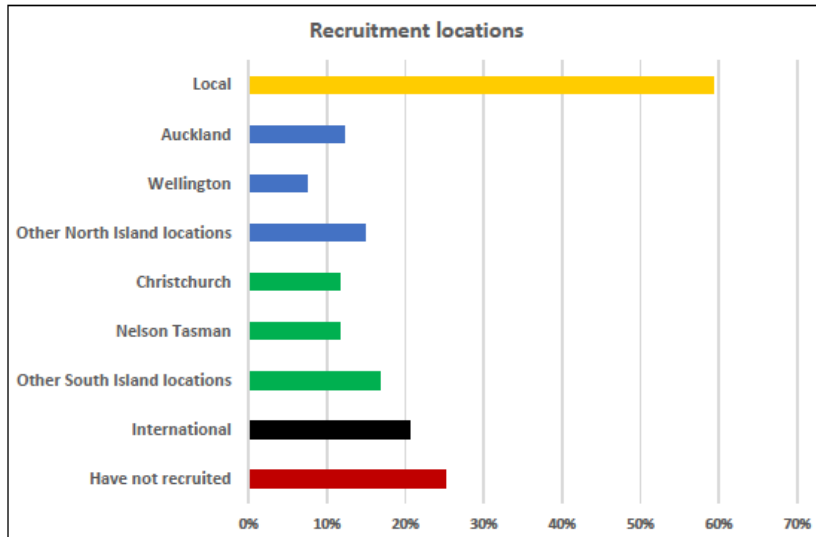 Recruitment locations
Local
Auckland
Wellington
Other North Island locations
Christchurch
Nelson Tasman
Other South Island locations
International
Have not recruited
0% 10% 20% 30% 40% 50% 60% 70%